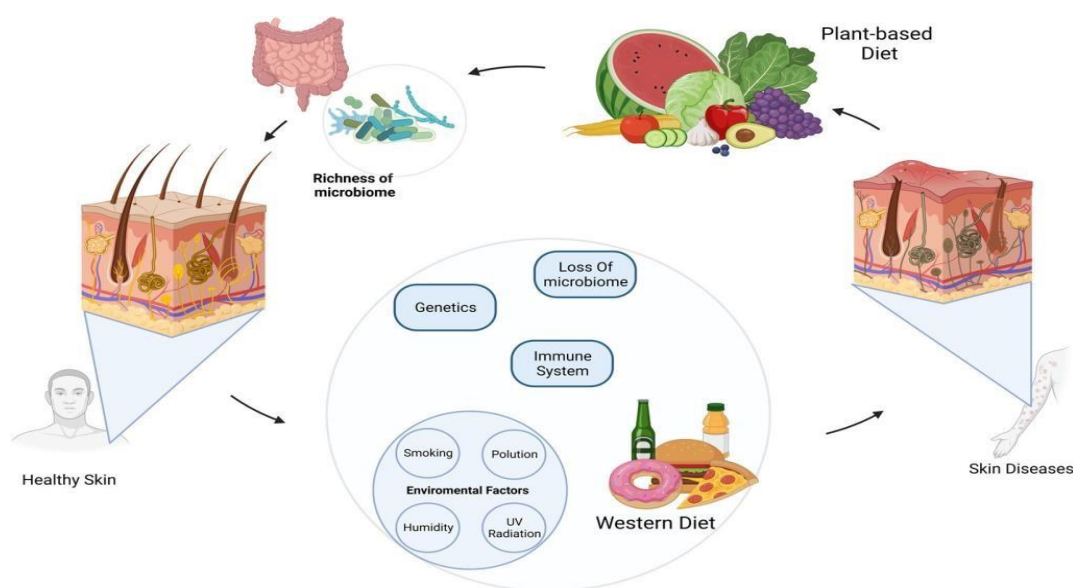 Plant-based
Diet
Richness of
microbiome
Loss Of
microbiome
Genetics
Immune
System
Smoking
Polution
Enviromental Factors
Humidity
UV
Radiation
Western Diet
Healthy Skin
Skin Diseases